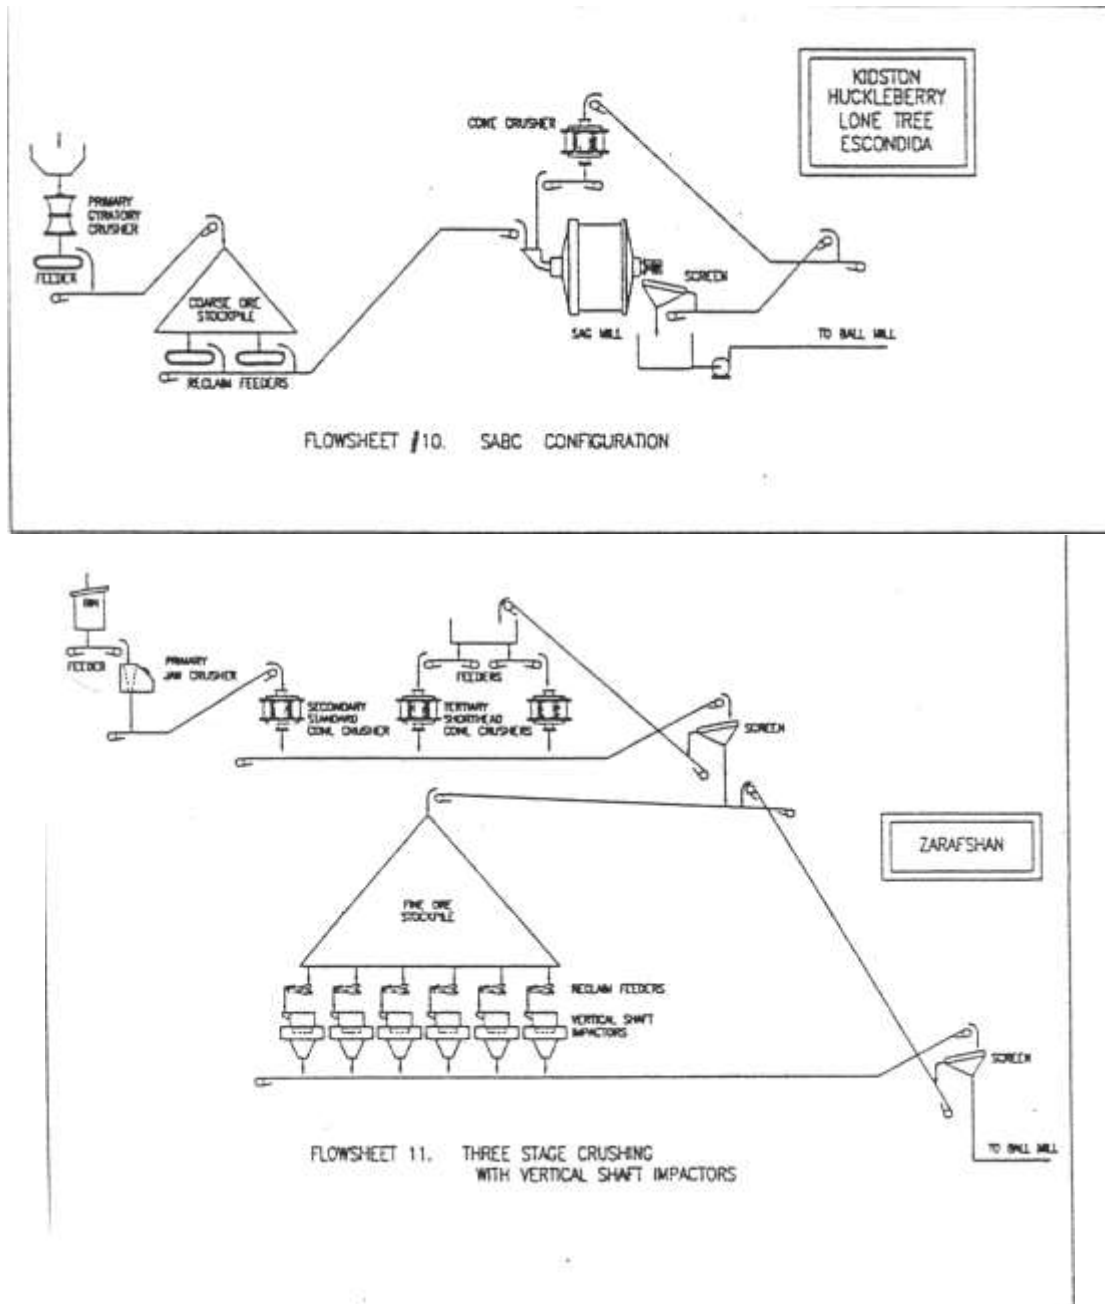 KIDSTON
HUCKLEBERRY
LONE TREE
ESCONDIDA
CONE CRUSHER
PRIMARY
GYRATORY
CRUSHER
FEEDER
COARSE ORE
STOCKPILE
RECLAIM FEEDERS
SAG MILL
SCREEN
TO BALL MILL
FLOWSHEET #10. SABC CONFIGURATION
BIN
FEEDER
PRIMARY
JAW CRUSHER
SECONDARY
STANDARD
CONE CRUSHER
FEEDERS
TERTIARY
SHORTHEAD
CONE CRUSHERS
SCREEN
ZARAFSHAN
FINE ORE
STOCKPILE
RECLAIM FEEDERS
VERTICAL SHAFT
IMPACTORS
SCREEN
TO BALL MILL
FLOWSHEET 11. THREE STAGE CRUSHING
WITH VERTICAL SHAFT IMPACTORS